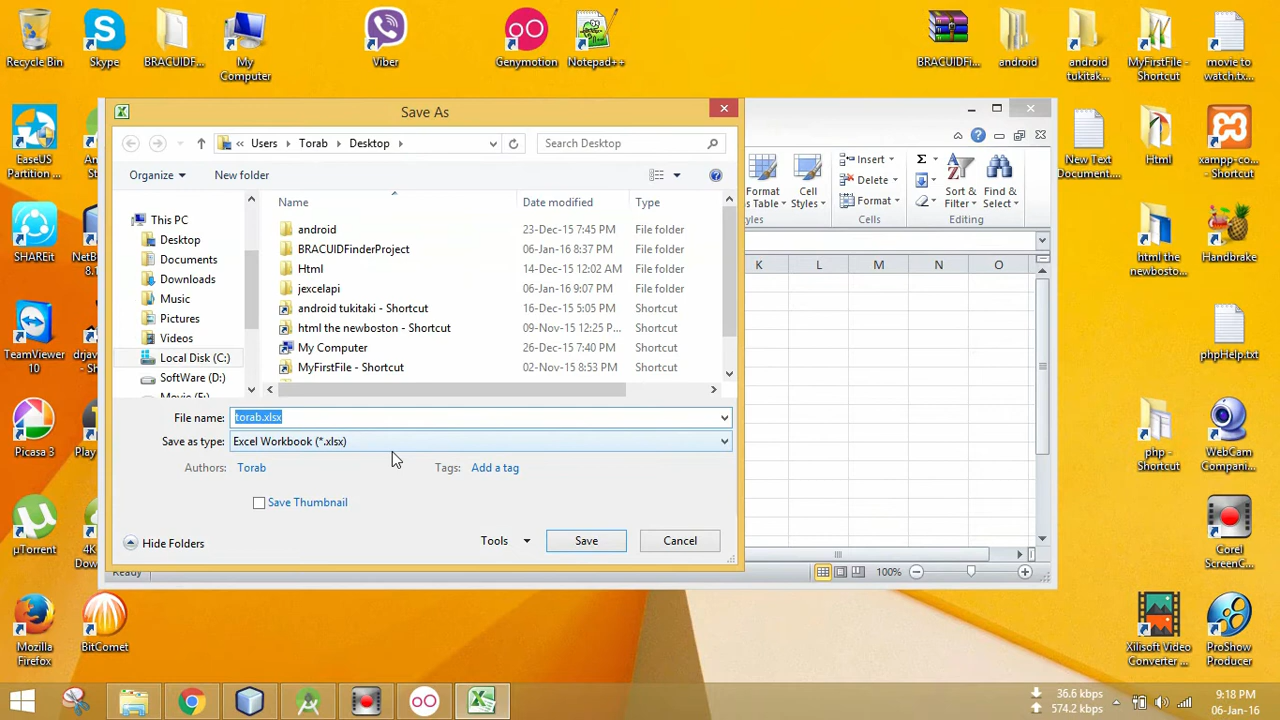 Recycle Bin
Skype
BRACUIDF...
My
Computer
Viber
Genymotion
Notepad++
BRACUIDFi...
android
android
tukitak...
MyFirstFile -
Shortcut
movie to
watch.tx...
Save As
Users
Torab
Desktop
Search Desktop
Organize
New folder
Name
Date modified
Type
This PC
Desktop
Documents
Downloads
Music
Pictures
Videos
Local Disk (C:)
SoftWare (D:)
android
23-Dec-15 7:45 PM
File folder
BRACUIDFinderProject
06-Jan-16 8:37 PM
File folder
Html
14-Dec-15 12:02 AM
File folder
jexcelapi
06-Jan-16 9:07 PM
File folder
android tukitaki - Shortcut
16-Dec-15 5:05 PM
Shortcut
html the newboston - Shortcut
09-Nov-15 12:25 P...
Shortcut
My Computer
26-Dec-15 7:40 PM
Shortcut
MyFirstFile - Shortcut
02-Nov-15 8:53 PM
Shortcut
File name:
torab.xlsx
Save as type:
Excel Workbook (*.xlsx)
Authors:
Torab
Tags:
Add a tag
Save Thumbnail
Hide Folders
Tools
Save
Cancel
Format
as Table
Cell
Styles
Insert
Delete
Format
Cells
Sort &
Filter
Find &
Select
Editing
K
L
M
N
O
Ready
100%
EaseUS
Partition ...
SHAREit
NetB
8.1
TeamViewer
10
drjav
- Sh
Picasa 3
Play
µTorrent
4K
Dow
Mozilla
Firefox
BitComet
New Text
Document....
Html
xampp-co...
- Shortcut
html the
newbosto...
Handbrake
phpHelp.txt
php -
Shortcut
WebCam
Compani...
Corel
ScreenC...
Xilisoft Video
Converter ...
ProShow
Producer
36.6 kbps
574.2 kbps
9:18 PM
06-Jan-16